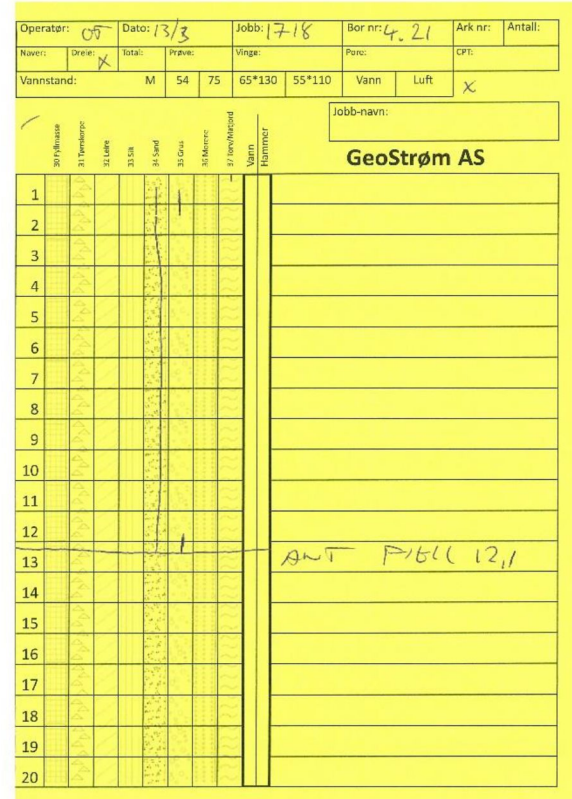 Operatør: OT Dato: 13/3 Jobb: 1718 Bor nr: 4.21 Ark nr: Antall:
Naver: Dreie: X Total: Prøve: Vinge: Pore: CPT:
Vannstand: M 54 75 65*130 55*110 Vann Luft X
Jobb-navn:
30 Fyllmasse 31 Tørrskorpe 32 Leire 33 Silt 34 Sand 35 Grus 36 Morene 37 Torv/Matjord Vann Hammer
GeoStrøm AS
1
2
3
4
5
6
7
8
9
10
11
12
ANT FJELL 12,1
13
14
15
16
17
18
19
20